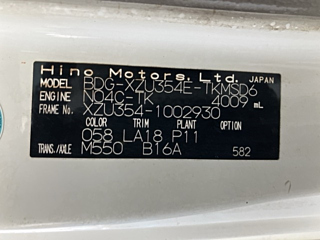 Hino Motors, Ltd. JAPAN
MODEL BDG-XZU354E-TKMSD6
ENGINE N04C-TK 4009 mL
FRAME No. XZU354-1002930
COLOR TRIM PLANT OPTION
058 LA18 P11
TRANS./AXLE M550 B16A 582